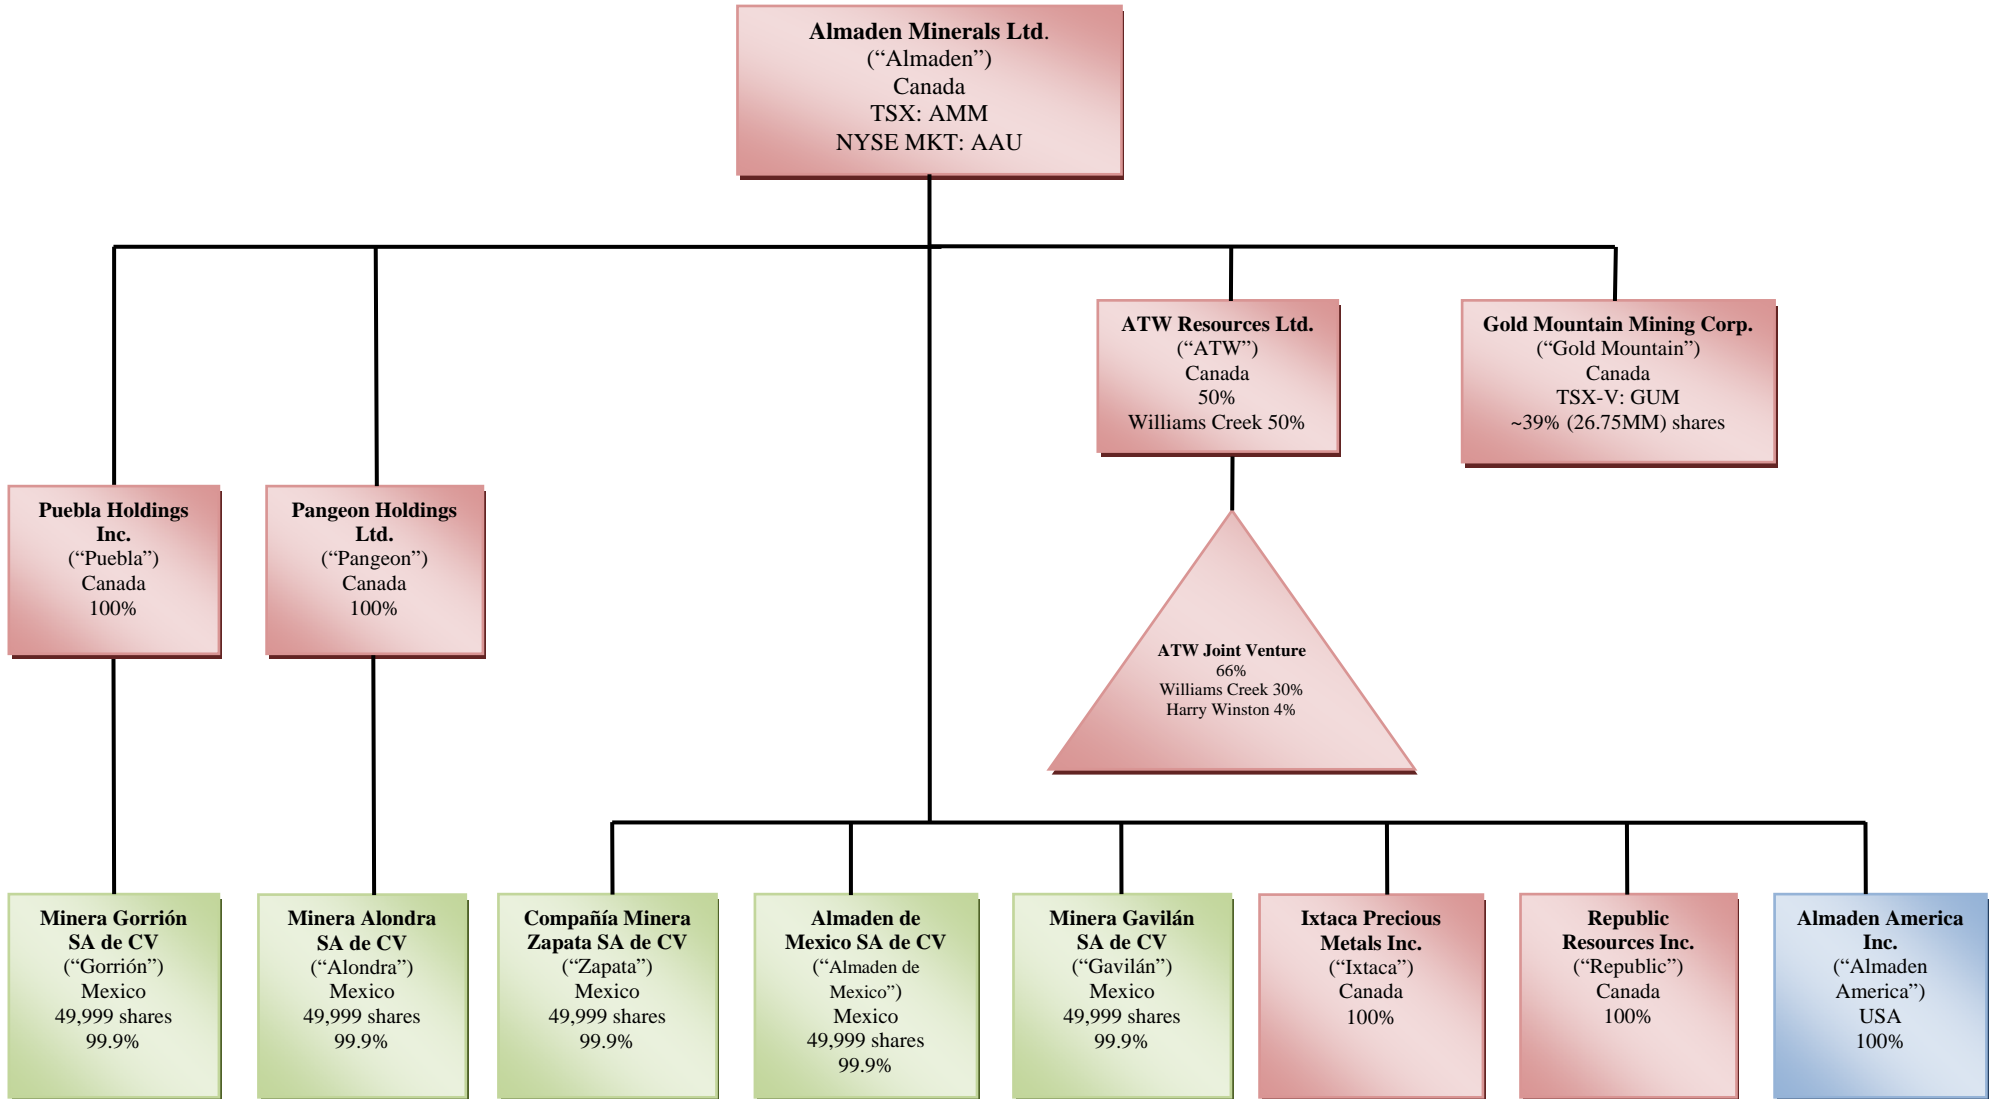 Almaden Minerals Ltd.
(“Almaden”)
Canada
TSX: AMM
NYSE MKT: AAU
ATW Resources Ltd.
(“ATW”)
Canada
50%
Williams Creek 50%
Gold Mountain Mining Corp.
(“Gold Mountain”)
Canada
TSX-V: GUM
~39% (26.75MM) shares
Puebla Holdings
Inc.
(“Puebla”)
Canada
100%
Pangeon Holdings
Ltd.
(“Pangeon”)
Canada
100%
ATW Joint Venture
66%
Williams Creek 30%
Harry Winston 4%
Minera Gorrión
SA de CV
(“Gorrión”)
Mexico
49,999 shares
99.9%
Minera Alondra
SA de CV
(“Alondra”)
Mexico
49,999 shares
99.9%
Compañía Minera
Zapata SA de CV
(“Zapata”)
Mexico
49,999 shares
99.9%
Almaden de
Mexico SA de CV
(“Almaden de
Mexico”)
Mexico
49,999 shares
99.9%
Minera Gavilán
SA de CV
(“Gavilán”)
Mexico
49,999 shares
99.9%
Ixtaca Precious
Metals Inc.
(“Ixtaca”)
Canada
100%
Republic
Resources Inc.
(“Republic”)
Canada
100%
Almaden America
Inc.
(“Almaden
America”)
USA
100%